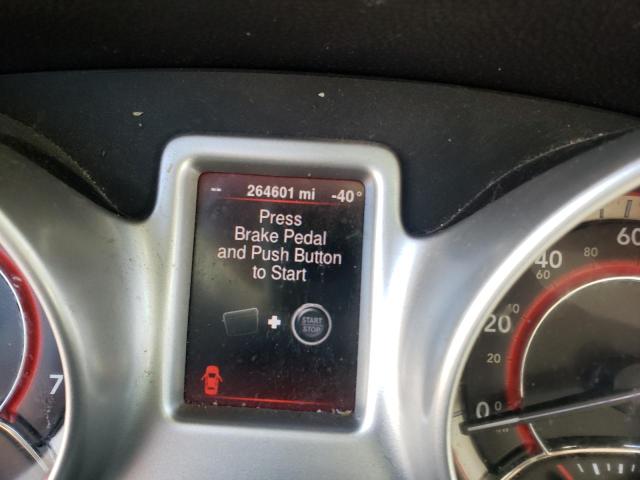 -- 264601 mi -40°
Press
Brake Pedal
and Push Button
to Start
START
STOP
7
60
80
40
60
20
40
20
0
0